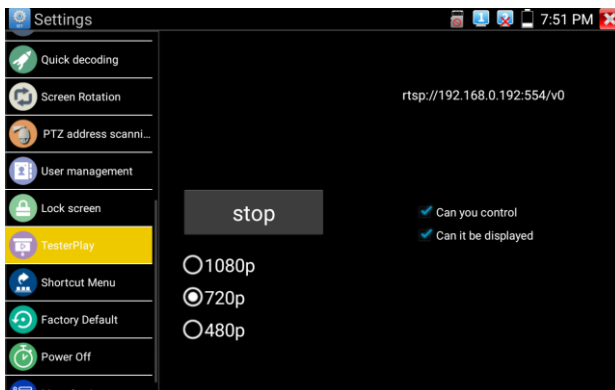 Settings
7:51 PM
Quick decoding
Screen Rotation
PTZ address scanni...
User management
Lock screen
TesterPlay
Shortcut Menu
Factory Default
Power Off
rtsp://192.168.0.192:554/v0
stop
Can you control
Can it be displayed
1080p
720p
480p